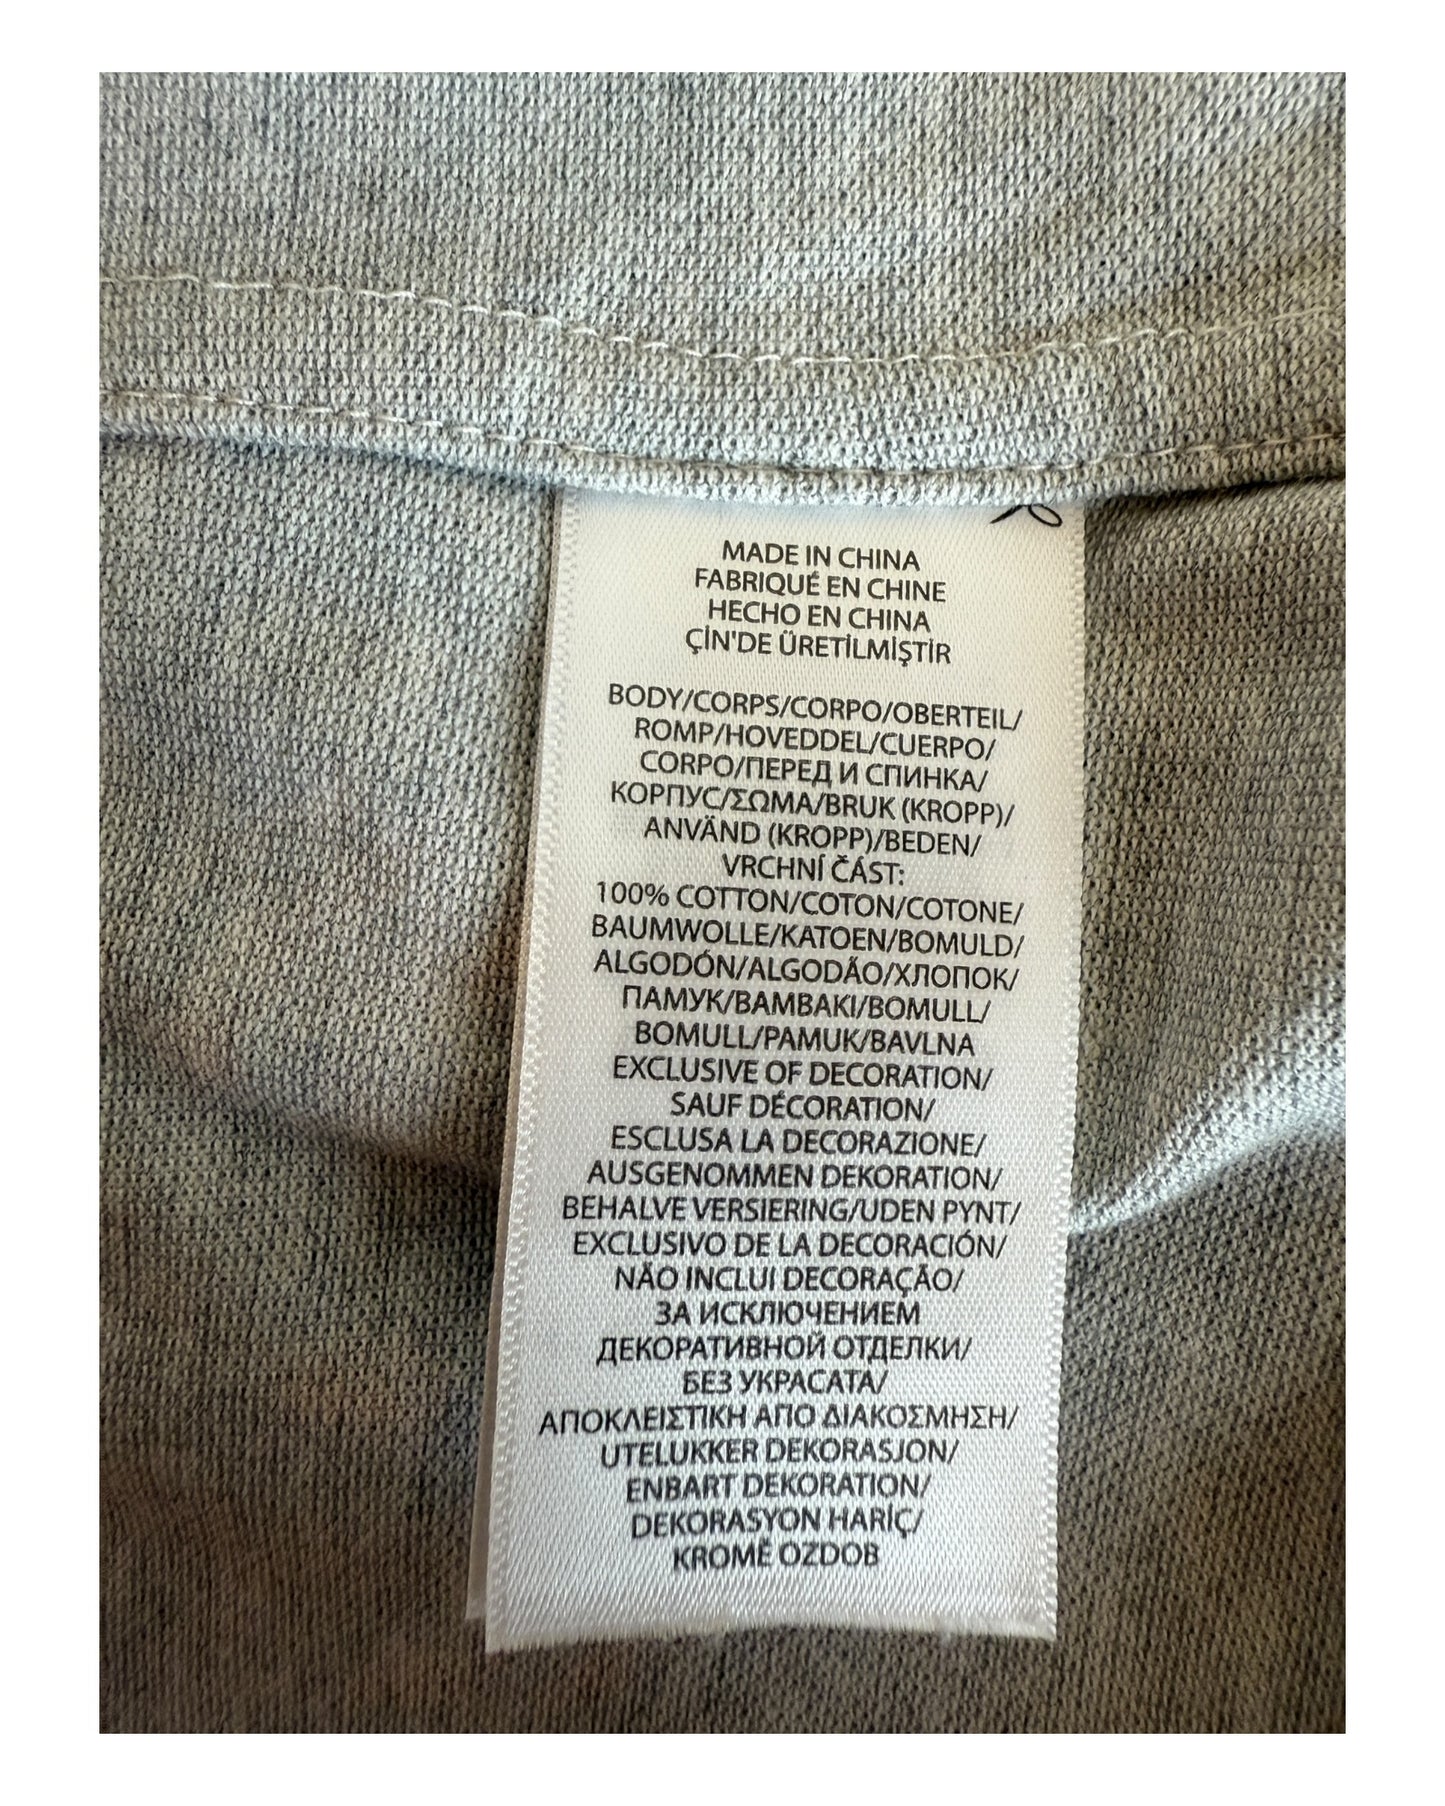 MADE IN CHINA
FABRIQUÉ EN CHINE
HECHO EN CHINA
ÇİN'DE ÜRETİLMİŞTİR
BODY/CORPS/CORPO/OBERTEIL/
ROMP/HOVEDDEL/CUERPO/
CORPO/ПЕРЕД И СПИНКА/
КОРПУС/ΣΩΜΑ/BRUK (KROPP)/
ANVÄND (KROPP)/BEDEN/
VRCHNÍ ČÁST:
100% COTTON/COTON/COTONE/
BAUMWOLLE/KATOEN/BOMULD/
ALGODÓN/ALGODÃO/ХЛОПОК/
ПАМУК/BAMBAKI/BOMULL/
BOMULL/PAMUK/BAVLNA
EXCLUSIVE OF DECORATION/
SAUF DÉCORATION/
ESCLUSA LA DECORAZIONE/
AUSGENOMMEN DEKORATION/
BEHALVE VERSIERING/UDEN PYNT/
EXCLUSIVO DE LA DECORACIÓN/
NÃO INCLUI DECORAÇÃO/
ЗА ИСКЛЮЧЕНИЕМ
ДЕКОРАТИВНОЙ ОТДЕЛКИ/
БЕЗ УКРАСАТА/
ΑΠΟΚΛΕΙΣΤΙΚΗ ΑΠΟ ΔΙΑΚΟΣΜΗΣΗ/
UTELUKKER DEKORASJON/
ENBART DEKORATION/
DEKORASYON HARİÇ/
KROMĚ OZDOB